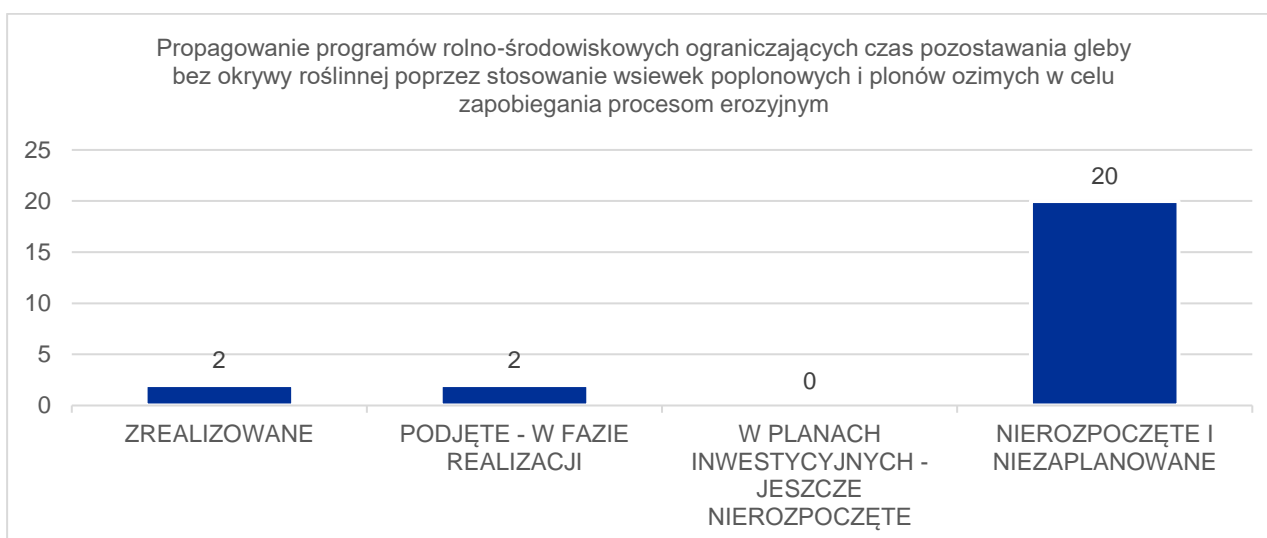 Propagowanie programów rolno-środowiskowych ograniczających czas pozostawania gleby
bez okrywy roślinnej poprzez stosowanie wsiewek poplonowych i plonów ozimych w celu
zapobiegania procesom erozyjnym
25
20
15
10
5
0
2
2
0
20
ZREALIZOWANE
PODJĘTE - W FAZIE
REALIZACJI
W PLANACH
INWESTYCYJNYCH -
JESZCZE
NIEROZPOCZĘTE
NIEROZPOCZĘTE I
NIEZAPLANOWANE